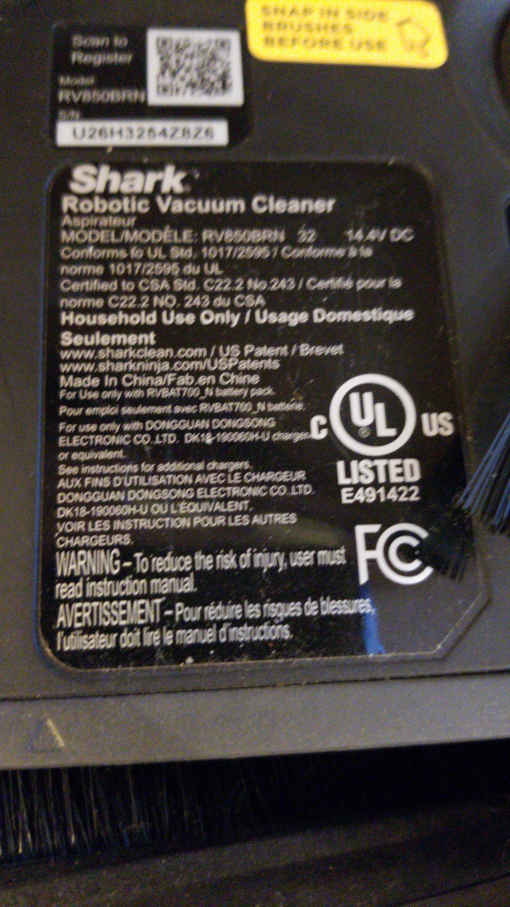 SNAP IN SIDE
BRUSHES
BEFORE USE
Scan to
Register
Model
RV850BRN
S/N
U26H3254Z8Z6
Shark
Robotic Vacuum Cleaner
Aspirateur
MODEL/MODÈLE: RV850BRN 32 14.4V DC
Conforms to UL Std. 1017/2595 / Conforme à la
norme 1017/2595 du UL
Certified to CSA Std. C22.2 No.243 / Certifié pour la
norme C22.2 NO. 243 du CSA
Household Use Only / Usage Domestique
Seulement
www.sharkclean.com / US Patent / Brevet
www.sharkninja.com/USPatents
Made In China/Fab.en Chine
For Use only with RVBAT700_N battery pack.
Pour emploi seulement avec RVBAT700_N batterie.
For use only with DONGGUAN DONGSONG
ELECTRONIC CO.LTD. DK18-190060H-U charger
or equivalent.
See instructions for additional chargers.
AUX FINS D'UTILISATION AVEC LE CHARGEUR
DONGGUAN DONGSONG ELECTRONIC CO.LTD.
DK18-190060H-U OU L'ÉQUIVALENT.
VOIR LES INSTRUCTION POUR LES AUTRES
CHARGEURS.
WARNING – To reduce the risk of injury, user must
read instruction manual.
AVERTISSEMENT – Pour réduire les risques de blessures,
l'utilisateur doit lire le manuel d'instructions.
C UL US
LISTED
E491422
FC